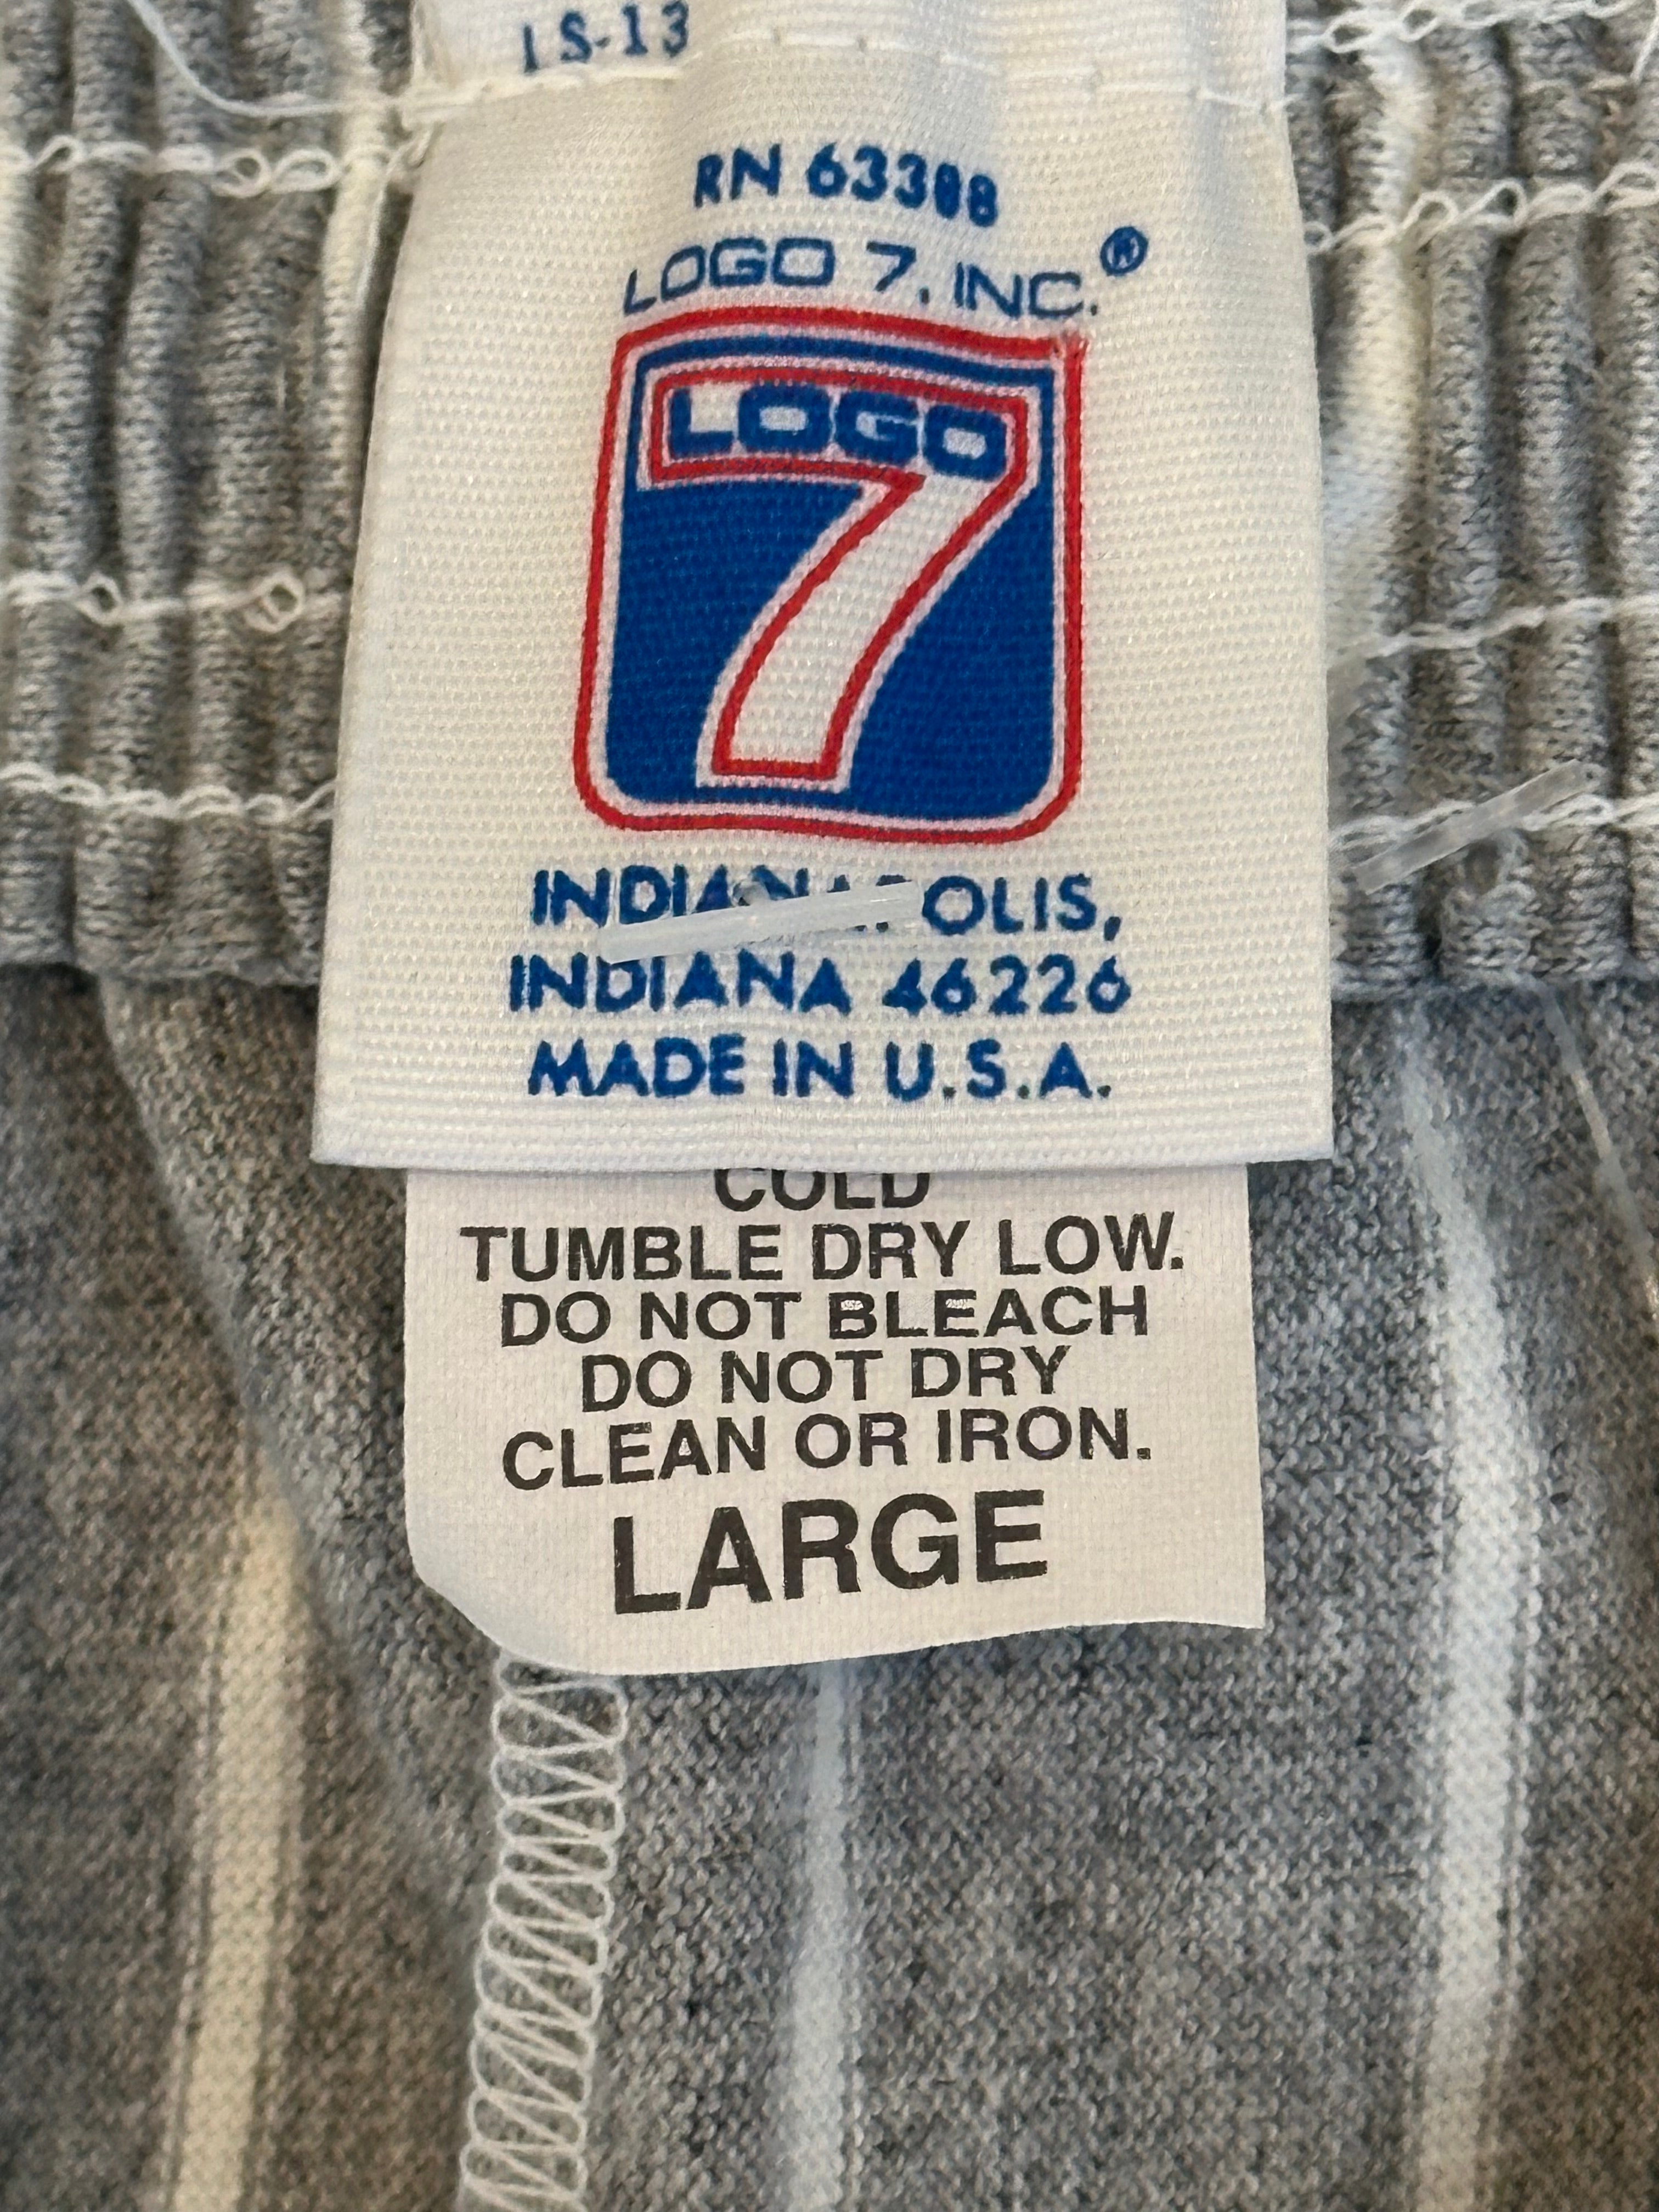 LS-13
RN 63388
LOGO 7, INC.®
LOGO
7
INDIANAPOLIS,
INDIANA 46226
MADE IN U.S.A.
COLD
TUMBLE DRY LOW.
DO NOT BLEACH
DO NOT DRY
CLEAN OR IRON.
LARGE